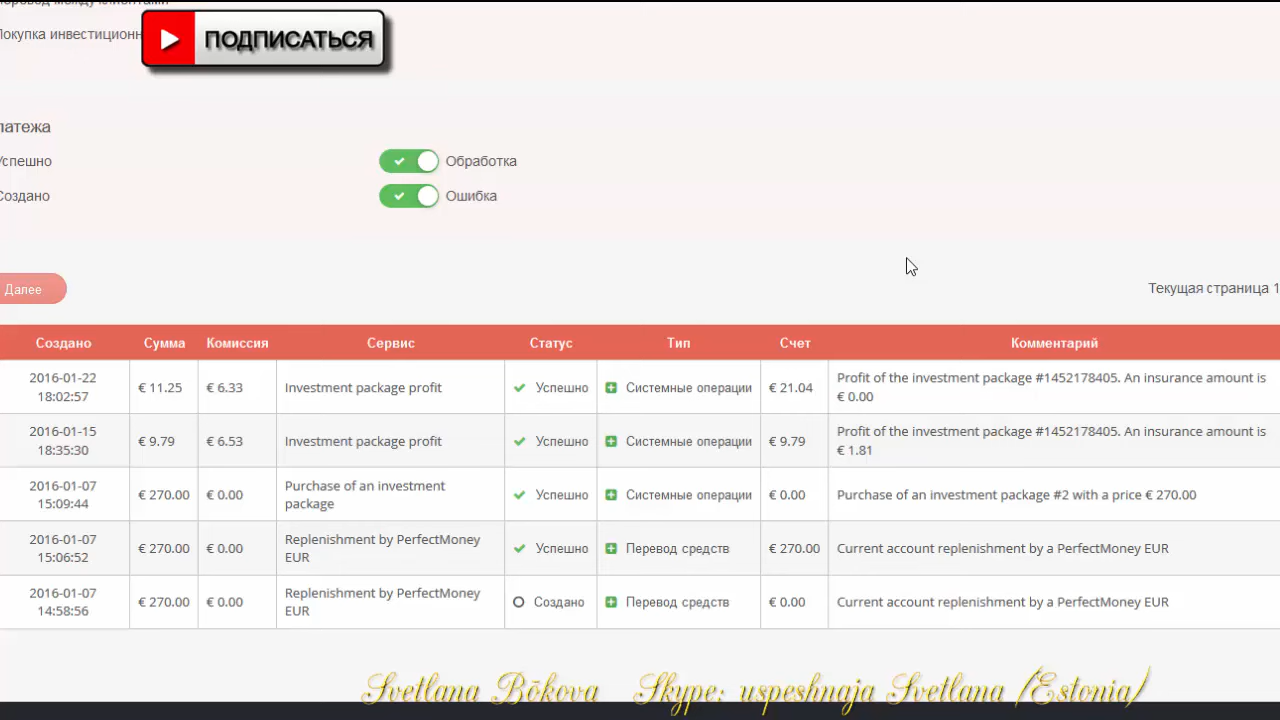 Покупка инвестиционн
ПОДПИСАТЬСЯ
латежа
Успешно Обработка
Создано Ошибка
Далее Текущая страница 1
Создано Сумма Комиссия Сервис Статус Тип Счет Комментарий
2016-01-22 18:02:57 € 11.25 € 6.33 Investment package profit Успешно Системные операции € 21.04 Profit of the investment package #1452178405. An insurance amount is € 0.00
2016-01-15 18:35:30 € 9.79 € 6.53 Investment package profit Успешно Системные операции € 9.79 Profit of the investment package #1452178405. An insurance amount is € 1.81
2016-01-07 15:09:44 € 270.00 € 0.00 Purchase of an investment package Успешно Системные операции € 0.00 Purchase of an investment package #2 with a price € 270.00
2016-01-07 15:06:52 € 270.00 € 0.00 Replenishment by PerfectMoney EUR Успешно Перевод средств € 270.00 Current account replenishment by a PerfectMoney EUR
2016-01-07 14:58:56 € 270.00 € 0.00 Replenishment by PerfectMoney EUR Создано Перевод средств € 0.00 Current account replenishment by a PerfectMoney EUR
Svetlana Bõkova Skype: uspeshnaja Svetlana (Estonia)